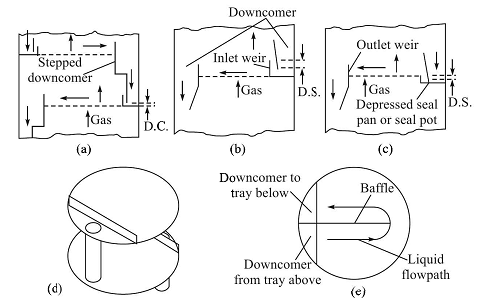 Stepped
downcomer
Gas
D.C.
(a)
Downcomer
Inlet weir
Gas
D.S.
(b)
Outlet weir
Gas
Depressed seal
pan or seal pot
D.S.
(c)
(d)
Downcomer to
tray below
Baffle
Downcomer
from tray above
Liquid
flowpath
(e)